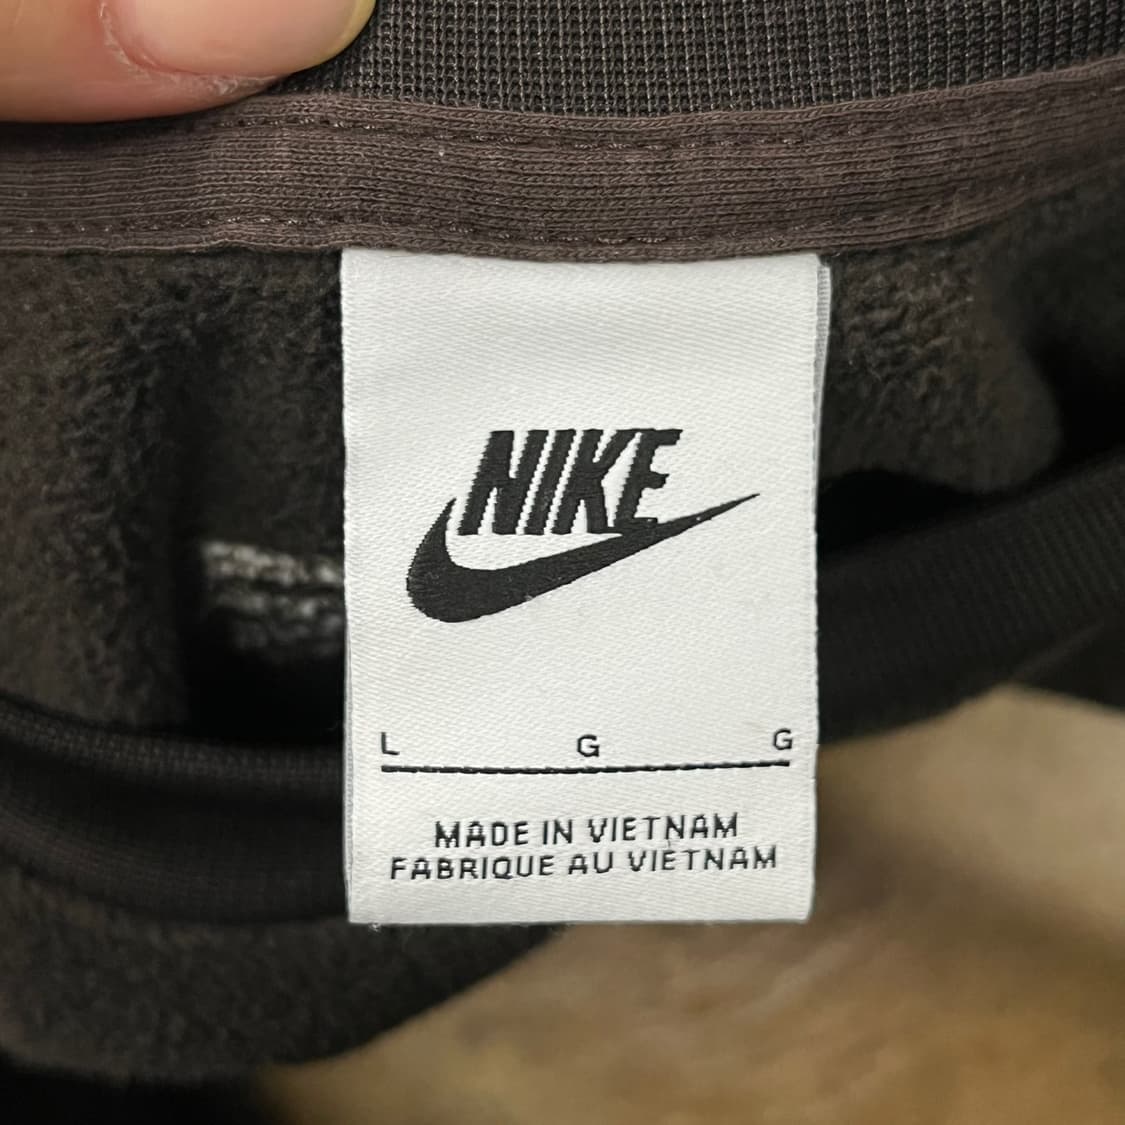 NIKE
L G G
MADE IN VIETNAM
FABRIQUE AU VIETNAM